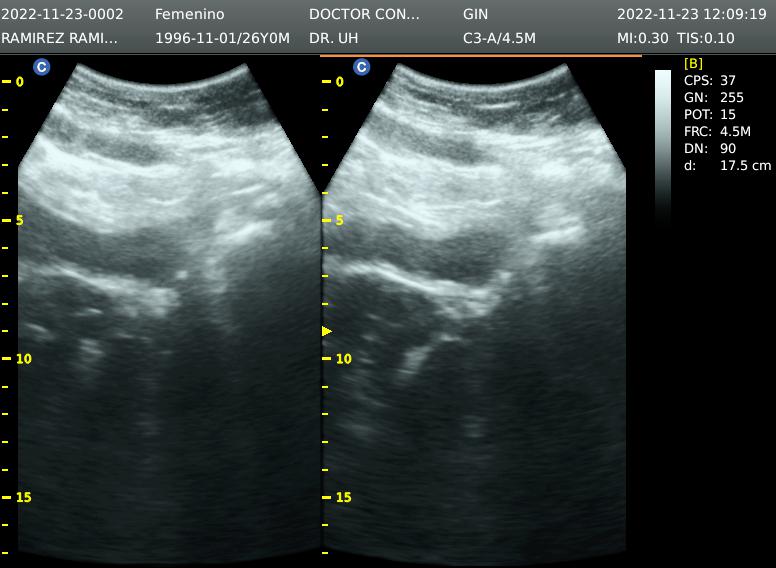 2022-11-23-0002 Femenino DOCTOR CON... GIN 2022-11-23 12:09:19
RAMIREZ RAMI... 1996-11-01/26Y0M DR. UH C3-A/4.5M MI:0.30 TIS:0.10
C C [B]
0 0 CPS: 37
GN: 255
POT: 15
FRC: 4.5M
DN: 90
d: 17.5 cm
5 5
10 10
15 15